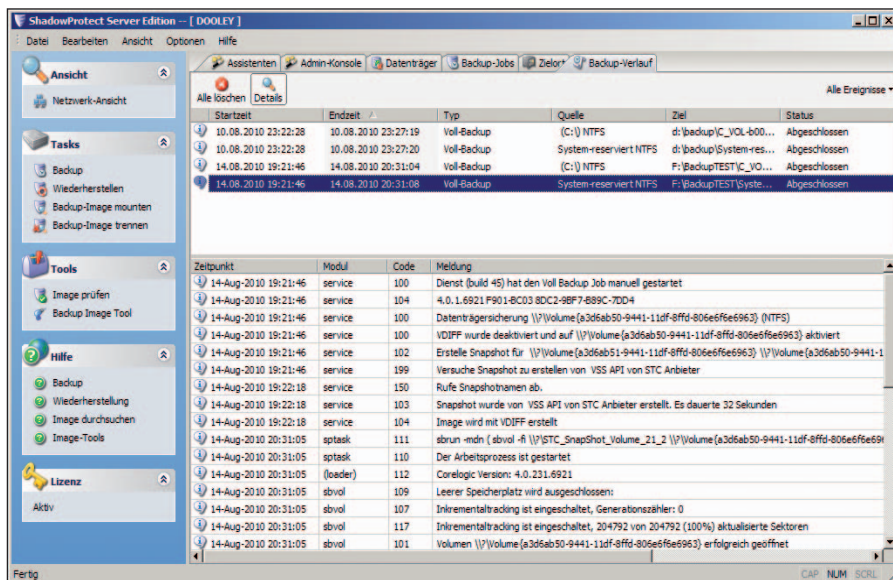 ShadowProtect Server Edition -- [ DOOLEY ]
Datei Bearbeiten Ansicht Optionen Hilfe
Ansicht
Netzwerk-Ansicht
Tasks
Backup
Wiederherstellen
Backup-Image mounten
Backup-Image trennen
Tools
Image prüfen
Backup Image Tool
Hilfe
Backup
Wiederherstellung
Image durchsuchen
Image-Tools
Lizenz
Aktiv
Assistenten Admin-Konsole Datenträger Backup-Jobs Zielor* Backup-Verlauf
Alle löschen Details Alle Ereignisse
Startzeit Endzeit Typ Quelle Ziel Status
10.08.2010 23:22:28 10.08.2010 23:27:19 Voll-Backup (C:\) NTFS d:\backup\C_VOL-b00... Abgeschlossen
10.08.2010 23:22:28 10.08.2010 23:27:20 Voll-Backup System-reserviert NTFS d:\backup\System-res... Abgeschlossen
14.08.2010 19:21:46 14.08.2010 20:31:04 Voll-Backup (C:\) NTFS F:\BackupTEST\C_VO... Abgeschlossen
14.08.2010 19:21:46 14.08.2010 20:31:08 Voll-Backup System-reserviert NTFS F:\BackupTEST\Syste... Abgeschlossen
Zeitpunkt Modul Code Meldung
14-Aug-2010 19:21:46 service 100 Dienst (build 45) hat den Voll Backup Job manuell gestartet
14-Aug-2010 19:21:46 service 104 4.0.1.6921 F901-BC03 8DC2-9BF7-B89C-7DD4
14-Aug-2010 19:21:46 service 100 Datenträgersicherung \\?\Volume{a3d6ab50-9441-11df-8ffd-806e6f6e6963} (NTFS)
14-Aug-2010 19:21:46 service 100 VDIFF wurde deaktiviert und auf \\?\Volume{a3d6ab50-9441-11df-8ffd-806e6f6e6963} aktiviert
14-Aug-2010 19:21:46 service 102 Erstelle Snapshot für \\?\Volume{a3d6ab51-9441-11df-8ffd-806e6f6e6963} \\?\Volume{a3d6ab50-9441-1
14-Aug-2010 19:21:46 service 199 Versuche Snapshot zu erstellen von VSS API von STC Anbieter
14-Aug-2010 19:22:18 service 150 Rufe Snapshotnamen ab.
14-Aug-2010 19:22:18 service 103 Snapshot wurde von VSS API von STC Anbieter erstellt. Es dauerte 32 Sekunden
14-Aug-2010 19:22:18 service 104 Image wird mit VDIFF erstellt
14-Aug-2010 20:31:05 sptask 111 sbrun -mdn ( sbvol -fl \\?\STC_SnapShot_Volume_21_2 \\?\Volume{a3d6ab50-9441-11df-8ffd-806e6f6e696
14-Aug-2010 20:31:05 sptask 110 Der Arbeitsprozess ist gestartet
14-Aug-2010 20:31:05 (loader) 112 Corelogic Version: 4.0.231.6921
14-Aug-2010 20:31:05 sbvol 109 Leerer Speicherplatz wird ausgeschlossen:
14-Aug-2010 20:31:05 sbvol 107 Inkrementaltracking ist eingeschaltet, Generationszähler: 0
14-Aug-2010 20:31:05 sbvol 117 Inkrementaltracking ist eingeschaltet, 204792 von 204792 (100%) aktualisierte Sektoren
14-Aug-2010 20:31:05 sbvol 101 Volumen \\?\Volume{a3d6ab50-9441-11df-8ffd-806e6f6e6963} erfolgreich geöffnet
Fertig CAP NUM SCRL